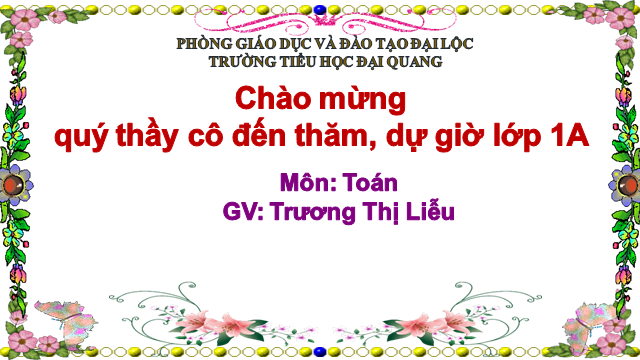 PHÒNG GIÁO DỤC VÀ ĐÀO TẠO ĐẠI LỘC
TRƯỜNG TIỂU HỌC ĐẠI QUANG
Chào mừng
quý thầy cô đến thăm, dự giờ lớp 1A
Môn: Toán
GV: Trương Thị Liễu